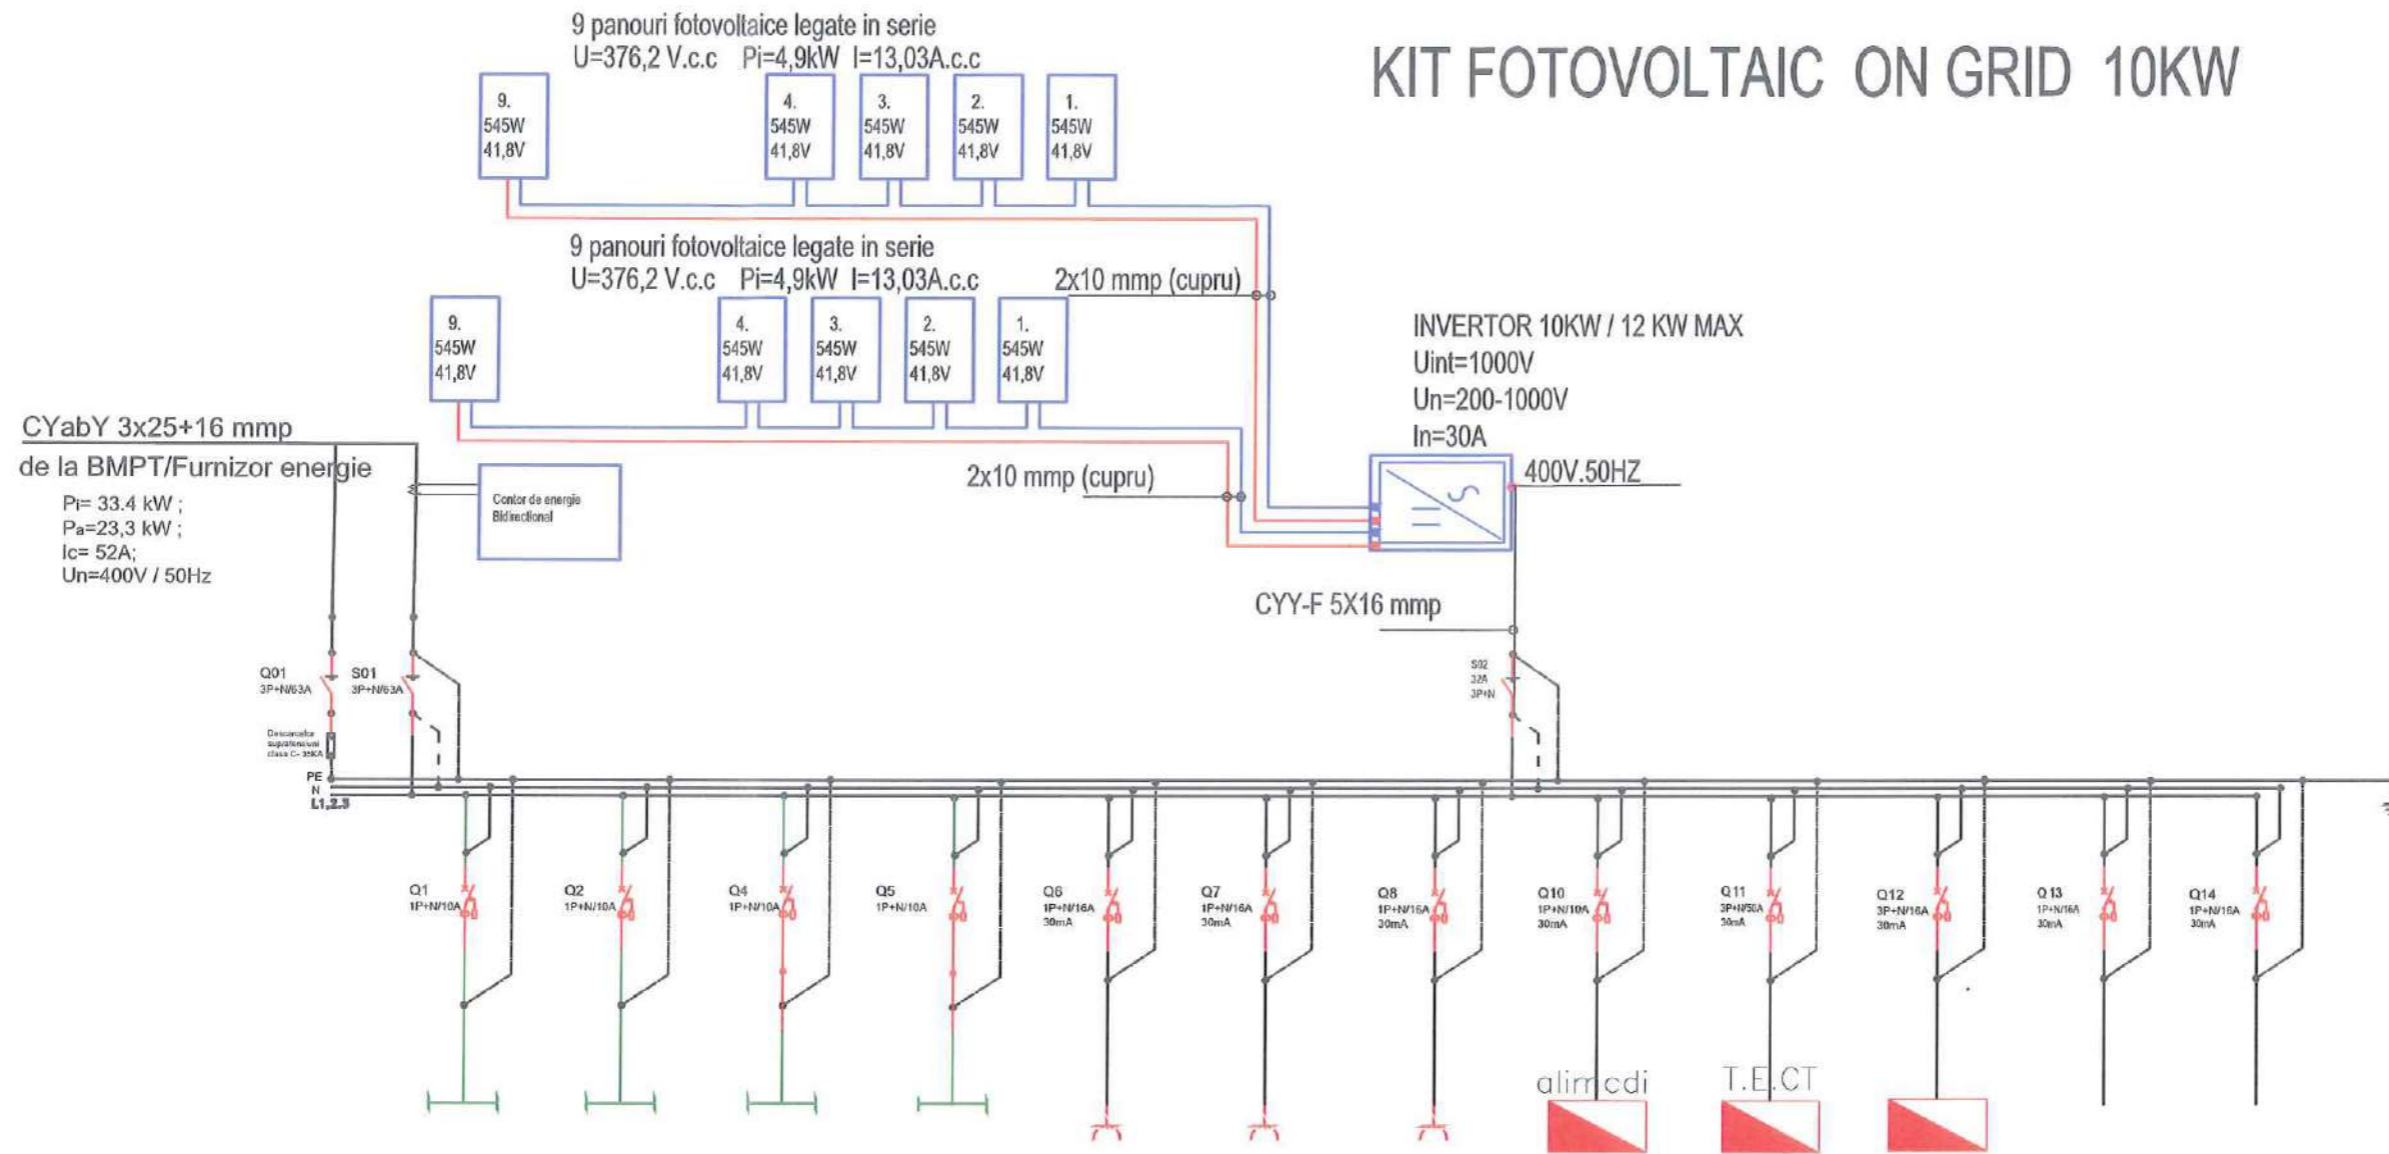 KIT FOTOVOLTAIC ON GRID 10KW
9 panouri fotovoltaice legate in serie
U=376,2 V.c.c Pi=4,9kW I=13,03A.c.c
9.
545W
41,8V
4.
545W
41,8V
3.
545W
41,8V
2.
545W
41,8V
1.
545W
41,8V
9 panouri fotovoltaice legate in serie
U=376,2 V.c.c Pi=4,9kW I=13,03A.c.c
2x10 mmp (cupru)
9.
545W
41,8V
4.
545W
41,8V
3.
545W
41,8V
2.
545W
41,8V
1.
545W
41,8V
2x10 mmp (cupru)
INVERTOR 10KW / 12 KW MAX
Uint=1000V
Un=200-1000V
In=30A
400V.50HZ
CYabY 3x25+16 mmp
de la BMPT/Furnizor energie
Pi= 33.4 kW ;
Pa=23,3 kW ;
Ic= 52A;
Un=400V / 50Hz
Contor de energie
Bidirectional
CYY-F 5X16 mmp
Q01
3P+N/63A
S01
3P+N/63A
S02
32A
3P+N
Descarcator
supratensiuni
clasa C- 35KA
PE
N
L1,2.3
Q1
1P+N/10A
Q2
1P+N/10A
Q4
1P+N/10A
Q5
1P+N/10A
Q6
1P+N/16A
30mA
Q7
1P+N/16A
30mA
Q8
1P+N/16A
30mA
Q10
1P+N/10A
30mA
Q11
3P+N/50A
30mA
Q12
3P+N/16A
30mA
Q13
1P+N/16A
30mA
Q14
1P+N/16A
30mA
alim cdi
T.E.CT